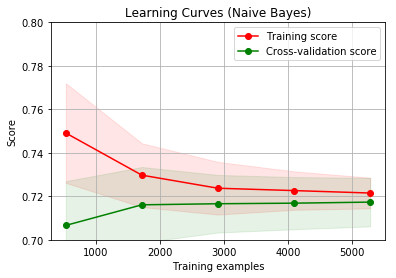 Learning Curves (Naive Bayes)
0.80
Training score
Cross-validation score
0.78
0.76
Score
0.74
0.72
0.70
1000 2000 3000 4000 5000
Training examples